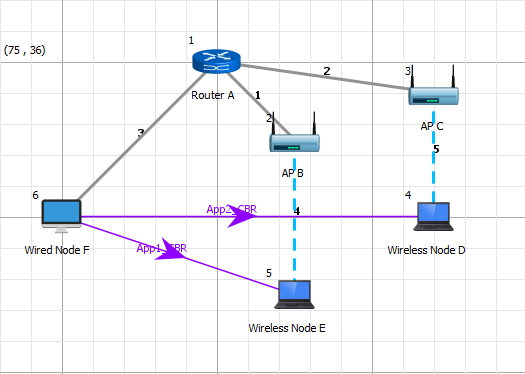 1
(75 , 36)
2
3
Router A
1
2
3
AP C
5
AP B
6
4
App2_CBR
4
Wired Node F
App1_CBR
Wireless Node D
5
Wireless Node E